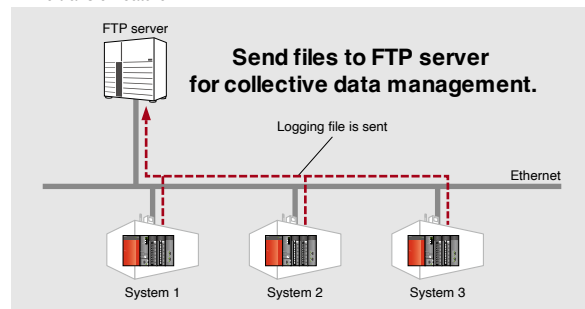 FTP server
Send files to FTP server
for collective data management.
Logging file is sent
Ethernet
System 1
System 2
System 3